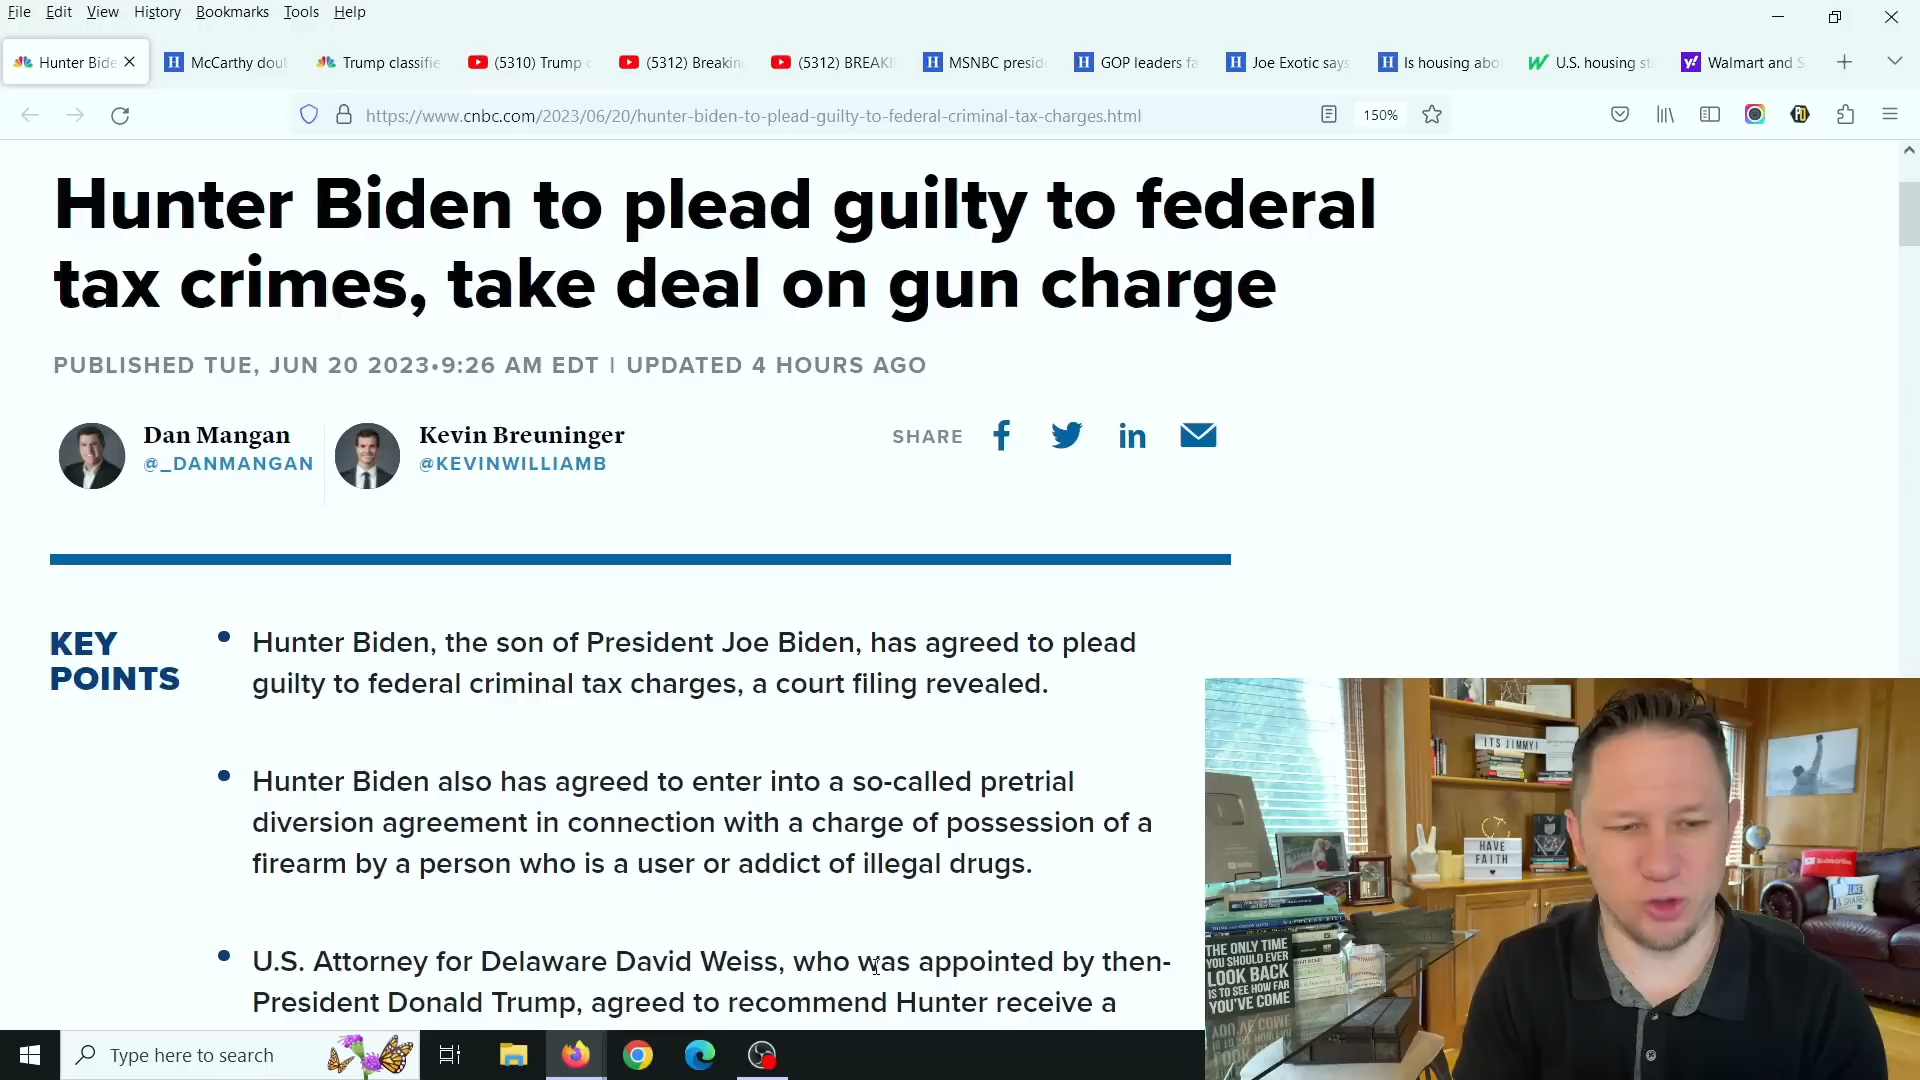 File Edit View History Bookmarks Tools Help
Hunter Bide
McCarthy doul
Trump classifie
(5310) Trump c
(5312) Breakin
(5312) BREAKI
MSNBC presid
GOP leaders fa
Joe Exotic says
Is housing abo
U.S. housing st
Walmart and S
https://www.cnbc.com/2023/06/20/hunter-biden-to-plead-guilty-to-federal-criminal-tax-charges.html
150%
Hunter Biden to plead guilty to federal
tax crimes, take deal on gun charge
PUBLISHED TUE, JUN 20 2023•9:26 AM EDT | UPDATED 4 HOURS AGO
Dan Mangan
@_DANMANGAN
Kevin Breuninger
@KEVINWILLIAMB
SHARE
KEY
POINTS
Hunter Biden, the son of President Joe Biden, has agreed to plead
guilty to federal criminal tax charges, a court filing revealed.
Hunter Biden also has agreed to enter into a so-called pretrial
diversion agreement in connection with a charge of possession of a
firearm by a person who is a user or addict of illegal drugs.
U.S. Attorney for Delaware David Weiss, who was appointed by then-
President Donald Trump, agreed to recommend Hunter receive a
ITS JIMMY!
HAVE
FAITH
Subscribe
LIKE
& SHARE
THE ONLY TIME
YOU SHOULD EVER
LOOK BACK
IS TO SEE HOW FAR
YOU'VE COME
Type here to search